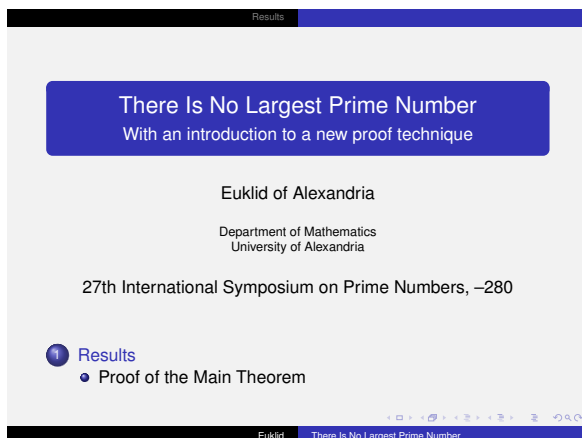 Results
There Is No Largest Prime Number
With an introduction to a new proof technique
Euklid of Alexandria
Department of Mathematics
University of Alexandria
27th International Symposium on Prime Numbers, –280
1 Results
Proof of the Main Theorem
Euklid There Is No Largest Prime Number